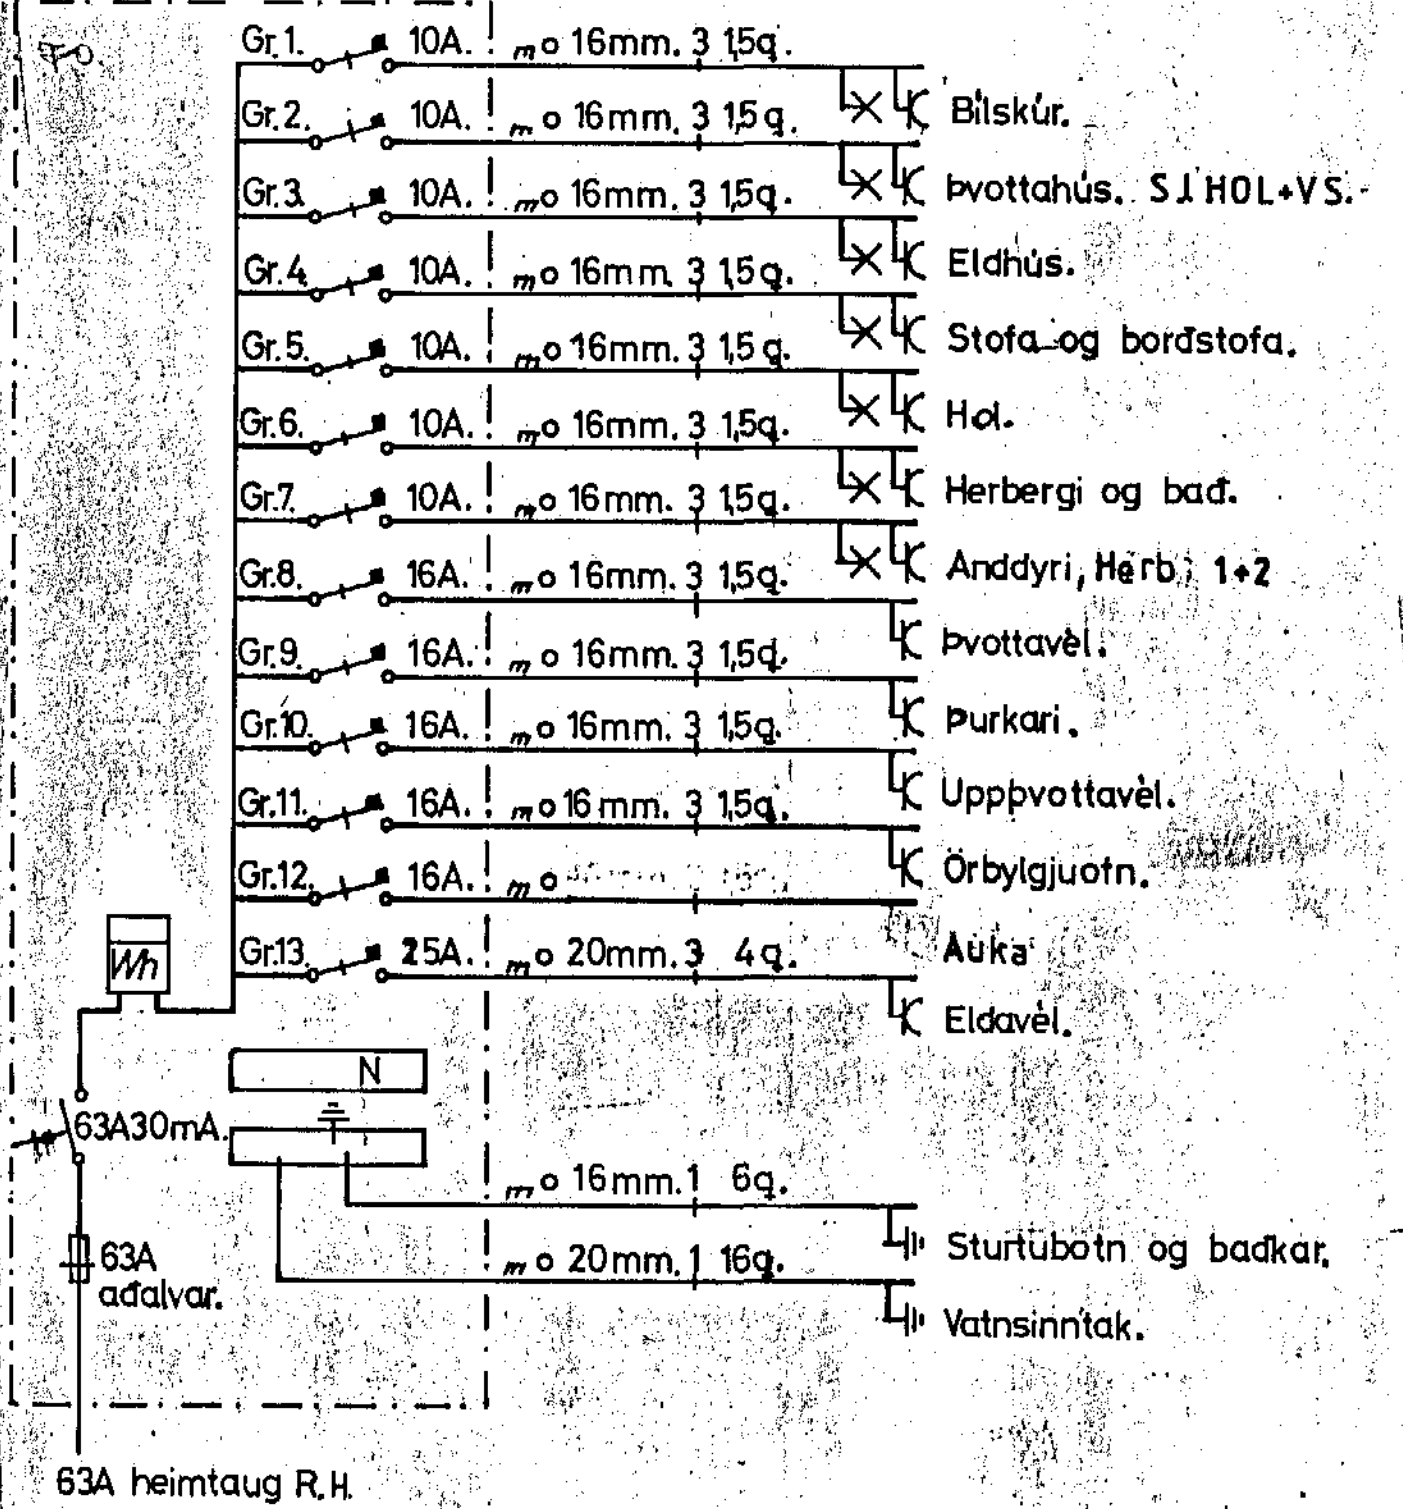 Gr.1. 10A. m o 16mm. 3 1,5q. Bílskúr.
Gr.2. 10A. m o 16mm. 3 1,5q. Þvottahús. S.Í HOL+VS.
Gr.3. 10A. m o 16mm. 3 1,5q. Eldhús.
Gr.4. 10A. m o 16mm. 3 1,5q. Stofa og borðstofa.
Gr.5. 10A. m o 16mm. 3 1,5q. Hol.
Gr.6. 10A. m o 16mm. 3 1,5q. Herbergi og bað.
Gr.7. 10A. m o 16mm. 3 1,5q. Anddyri, Herb; 1+2
Gr.8. 16A. m o 16mm. 3 1,5q. Þvottavèl.
Gr.9. 16A. m o 16mm. 3 1,5q. Þurkari.
Gr.10. 16A. m o 16mm. 3 1,5q. Uppþvottavèl.
Gr.11. 16A. m o 16mm. 3 1,5q. Örbylgjuofn.
Gr.12. 16A. m o Auka
Gr.13. 25A. m o 20mm. 3 4q. Eldavèl.
Wh
N
63A30mA.
m o 16mm. 1 6q. Sturtubotn og baðkar.
m o 20mm. 1 16q. Vatnsinntak.
63A
aðalvar.
63A heimtaug R.H.